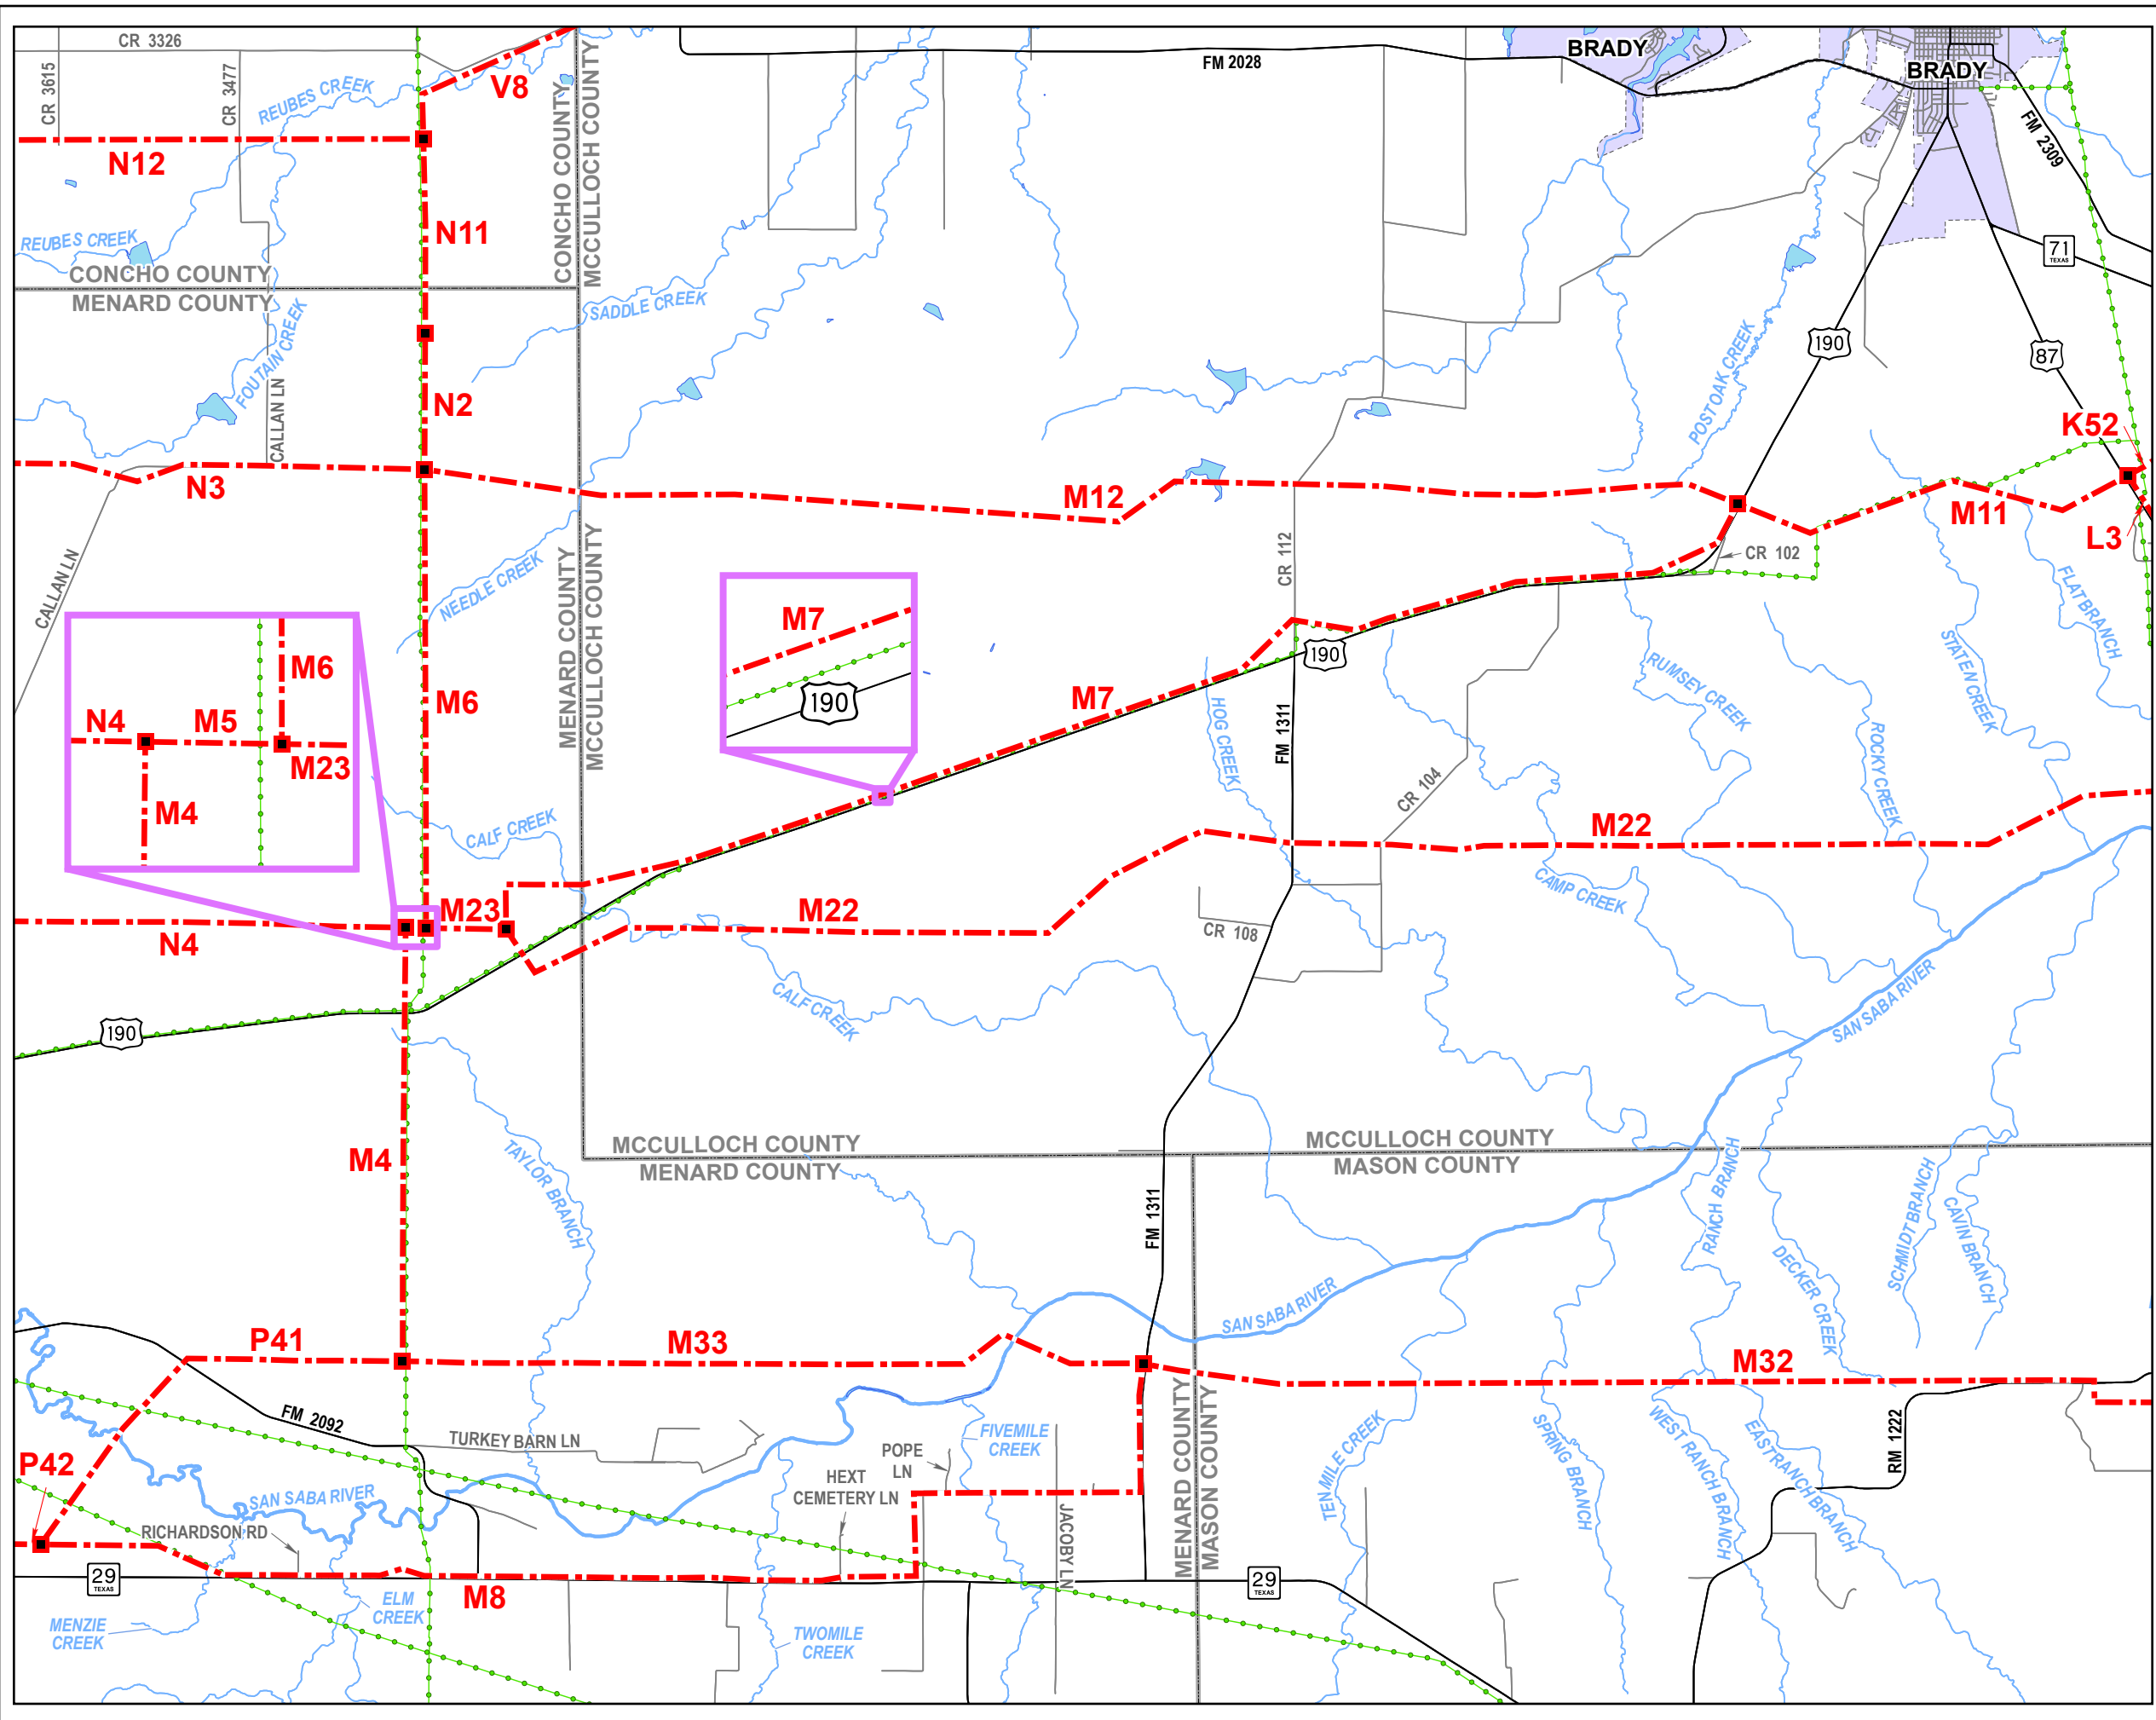 CR 3326
CR 3615
CR 3477
REUBES CREEK
V8
CONCHO COUNTY
MCCULLOCH COUNTY
FM 2028
BRADY
BRADY
FM 2309
N12
N11
REUBES CREEK
CONCHO COUNTY
MENARD COUNTY
SADDLE CREEK
71
TEXAS
190
87
FOUTAIN CREEK
CALLAN LN
N2
POST OAK CREEK
K52
N3
M12
M11
L3
CALLAN LN
NEEDLE CREEK
MENARD COUNTY
MCCULLOCH COUNTY
CR 112
CR 102
FLAT BRANCH
STATEN CREEK
M7
190
M6
N4
M5
M23
M4
M6
M7
190
HOG CREEK
FM 1311
RUMSEY CREEK
ROCKY CREEK
CR 104
CALF CREEK
M22
CAMP CREEK
M23
M22
N4
CR 108
190
CALF CREEK
SAN SABA RIVER
M4
TAYLOR BRANCH
MCCULLOCH COUNTY
MENARD COUNTY
MCCULLOCH COUNTY
MASON COUNTY
FM 1311
RANCH BRANCH
DECKER CREEK
SCHMIDT BRANCH
CAVIN BRANCH
SAN SABA RIVER
P41
M33
M32
MENARD COUNTY
MASON COUNTY
FM 2092
TURKEY BARN LN
POPE
LN
FIVEMILE
CREEK
HEXT
CEMETERY LN
JACOBY LN
TEN MILE CREEK
SPRING BRANCH
WEST RANCH BRANCH
EAST RANCH BRANCH
RM 1222
P42
SAN SABA RIVER
RICHARDSON RD
29
TEXAS
M8
29
TEXAS
ELM
CREEK
MENZIE
CREEK
TWOMILE
CREEK